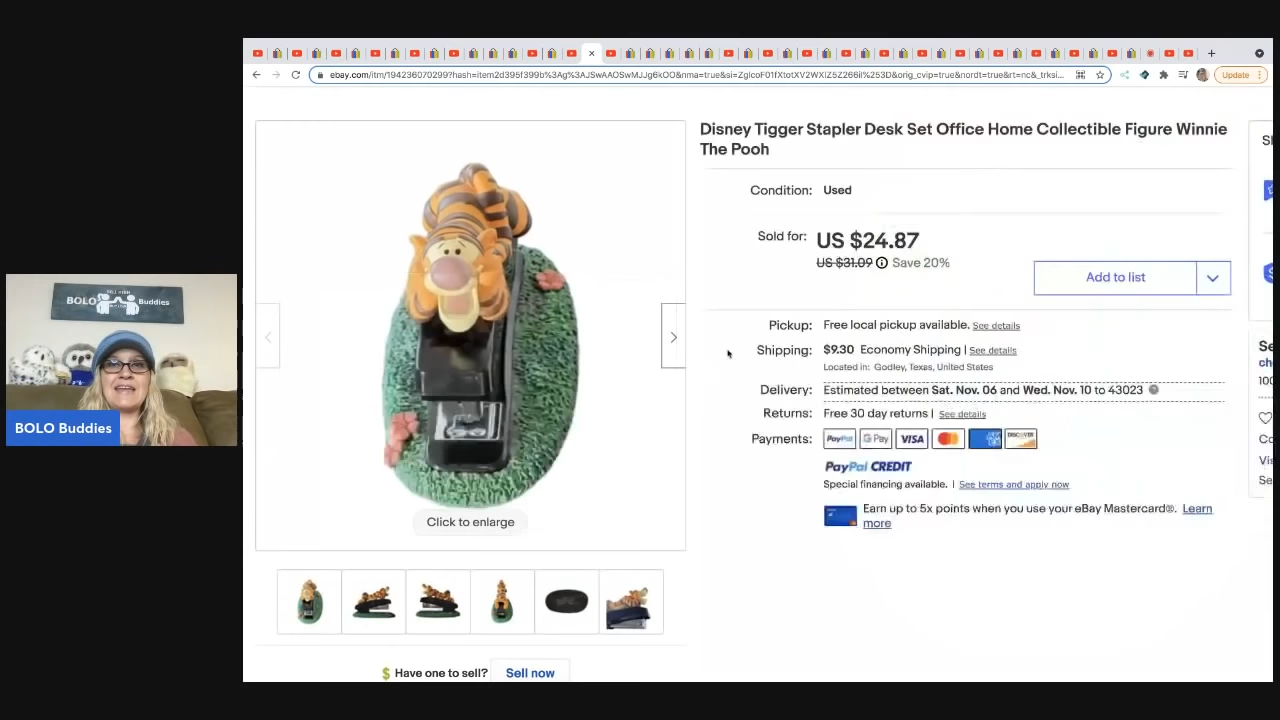 Update
ebay.com/itm/194236070299?hash=item2d395f399b%3Ag%3AJSwAAOSwMJJg6kOO&nma=true&si=ZglcoF01fXtotXV2WXlZ5Z266il%253D&orig_cvip=true&nordt=true&rt=nc&_trksi...
Disney Tigger Stapler Desk Set Office Home Collectible Figure Winnie
The Pooh
Condition: Used
Sold for: US $24.87
US $31.09 Save 20%
Add to list
Pickup: Free local pickup available. See details
Shipping: $9.30 Economy Shipping | See details
Located in: Godley, Texas, United States
Delivery: Estimated between Sat. Nov. 06 and Wed. Nov. 10 to 43023
Returns: Free 30 day returns | See details
Payments: PayPal G Pay VISA MasterCard DISCOVER
PayPal CREDIT
Special financing available. | See terms and apply now
Earn up to 5x points when you use your eBay Mastercard®. Learn
more
Click to enlarge
Have one to sell? Sell now
BOLO Buddies
BOLO Buddies